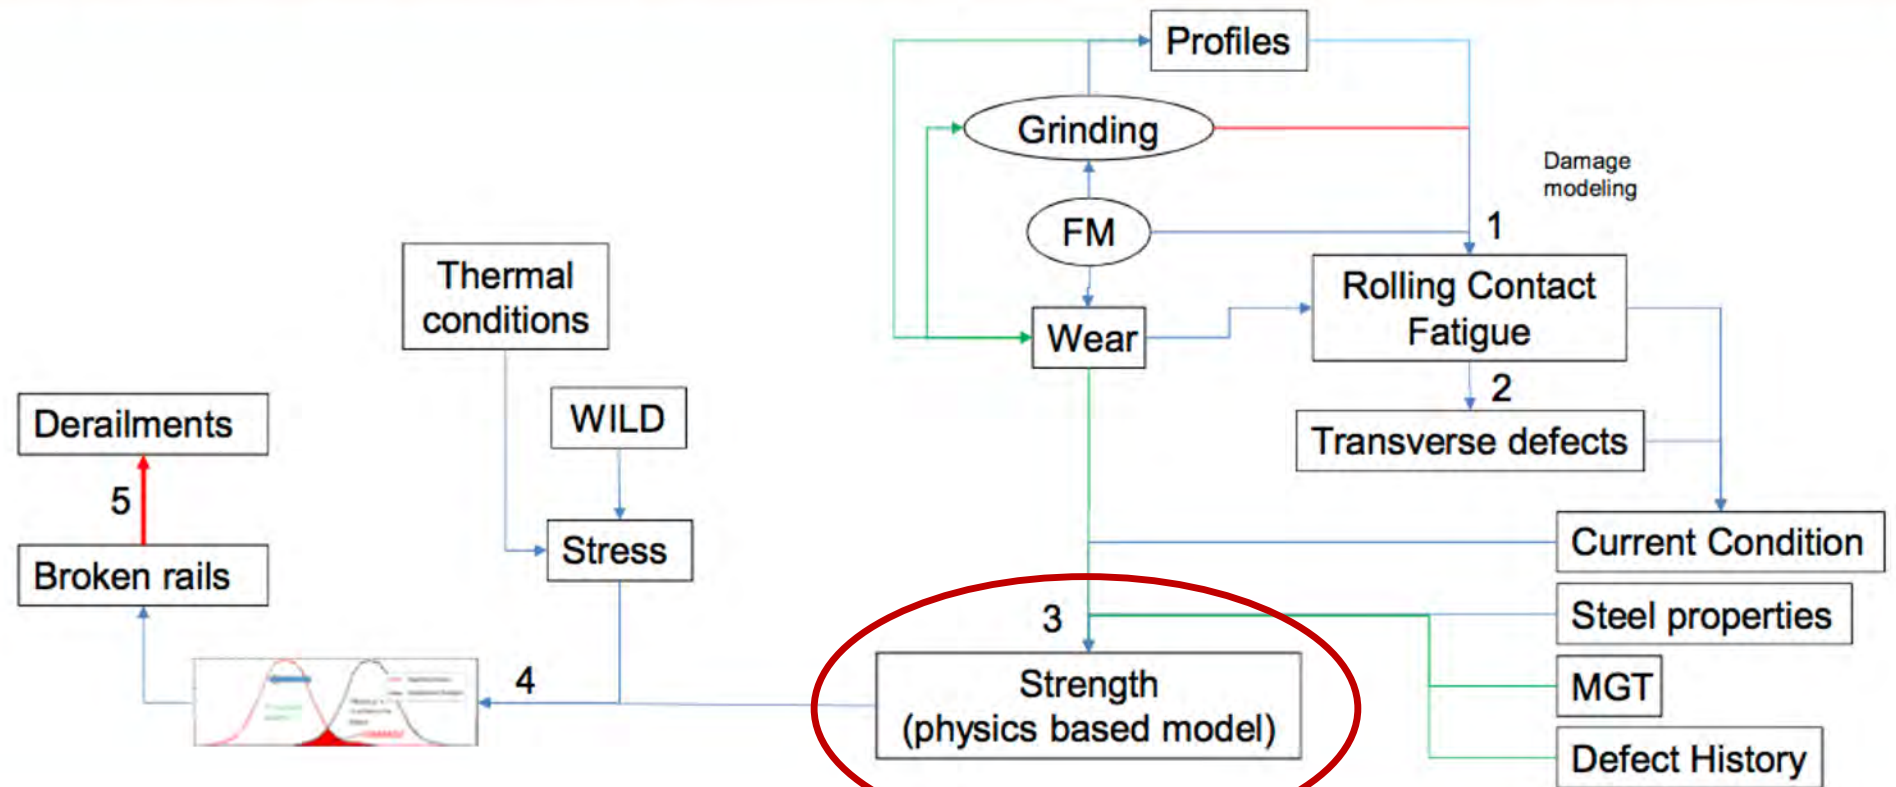 Profiles
Grinding
Damage
modeling
FM
1
Thermal
conditions
Rolling Contact
Fatigue
Wear
2
Derailments
WILD
Transverse defects
5
Stress
Current Condition
Broken rails
Steel properties
3
4
Strength
(physics based model)
MGT
Defect History